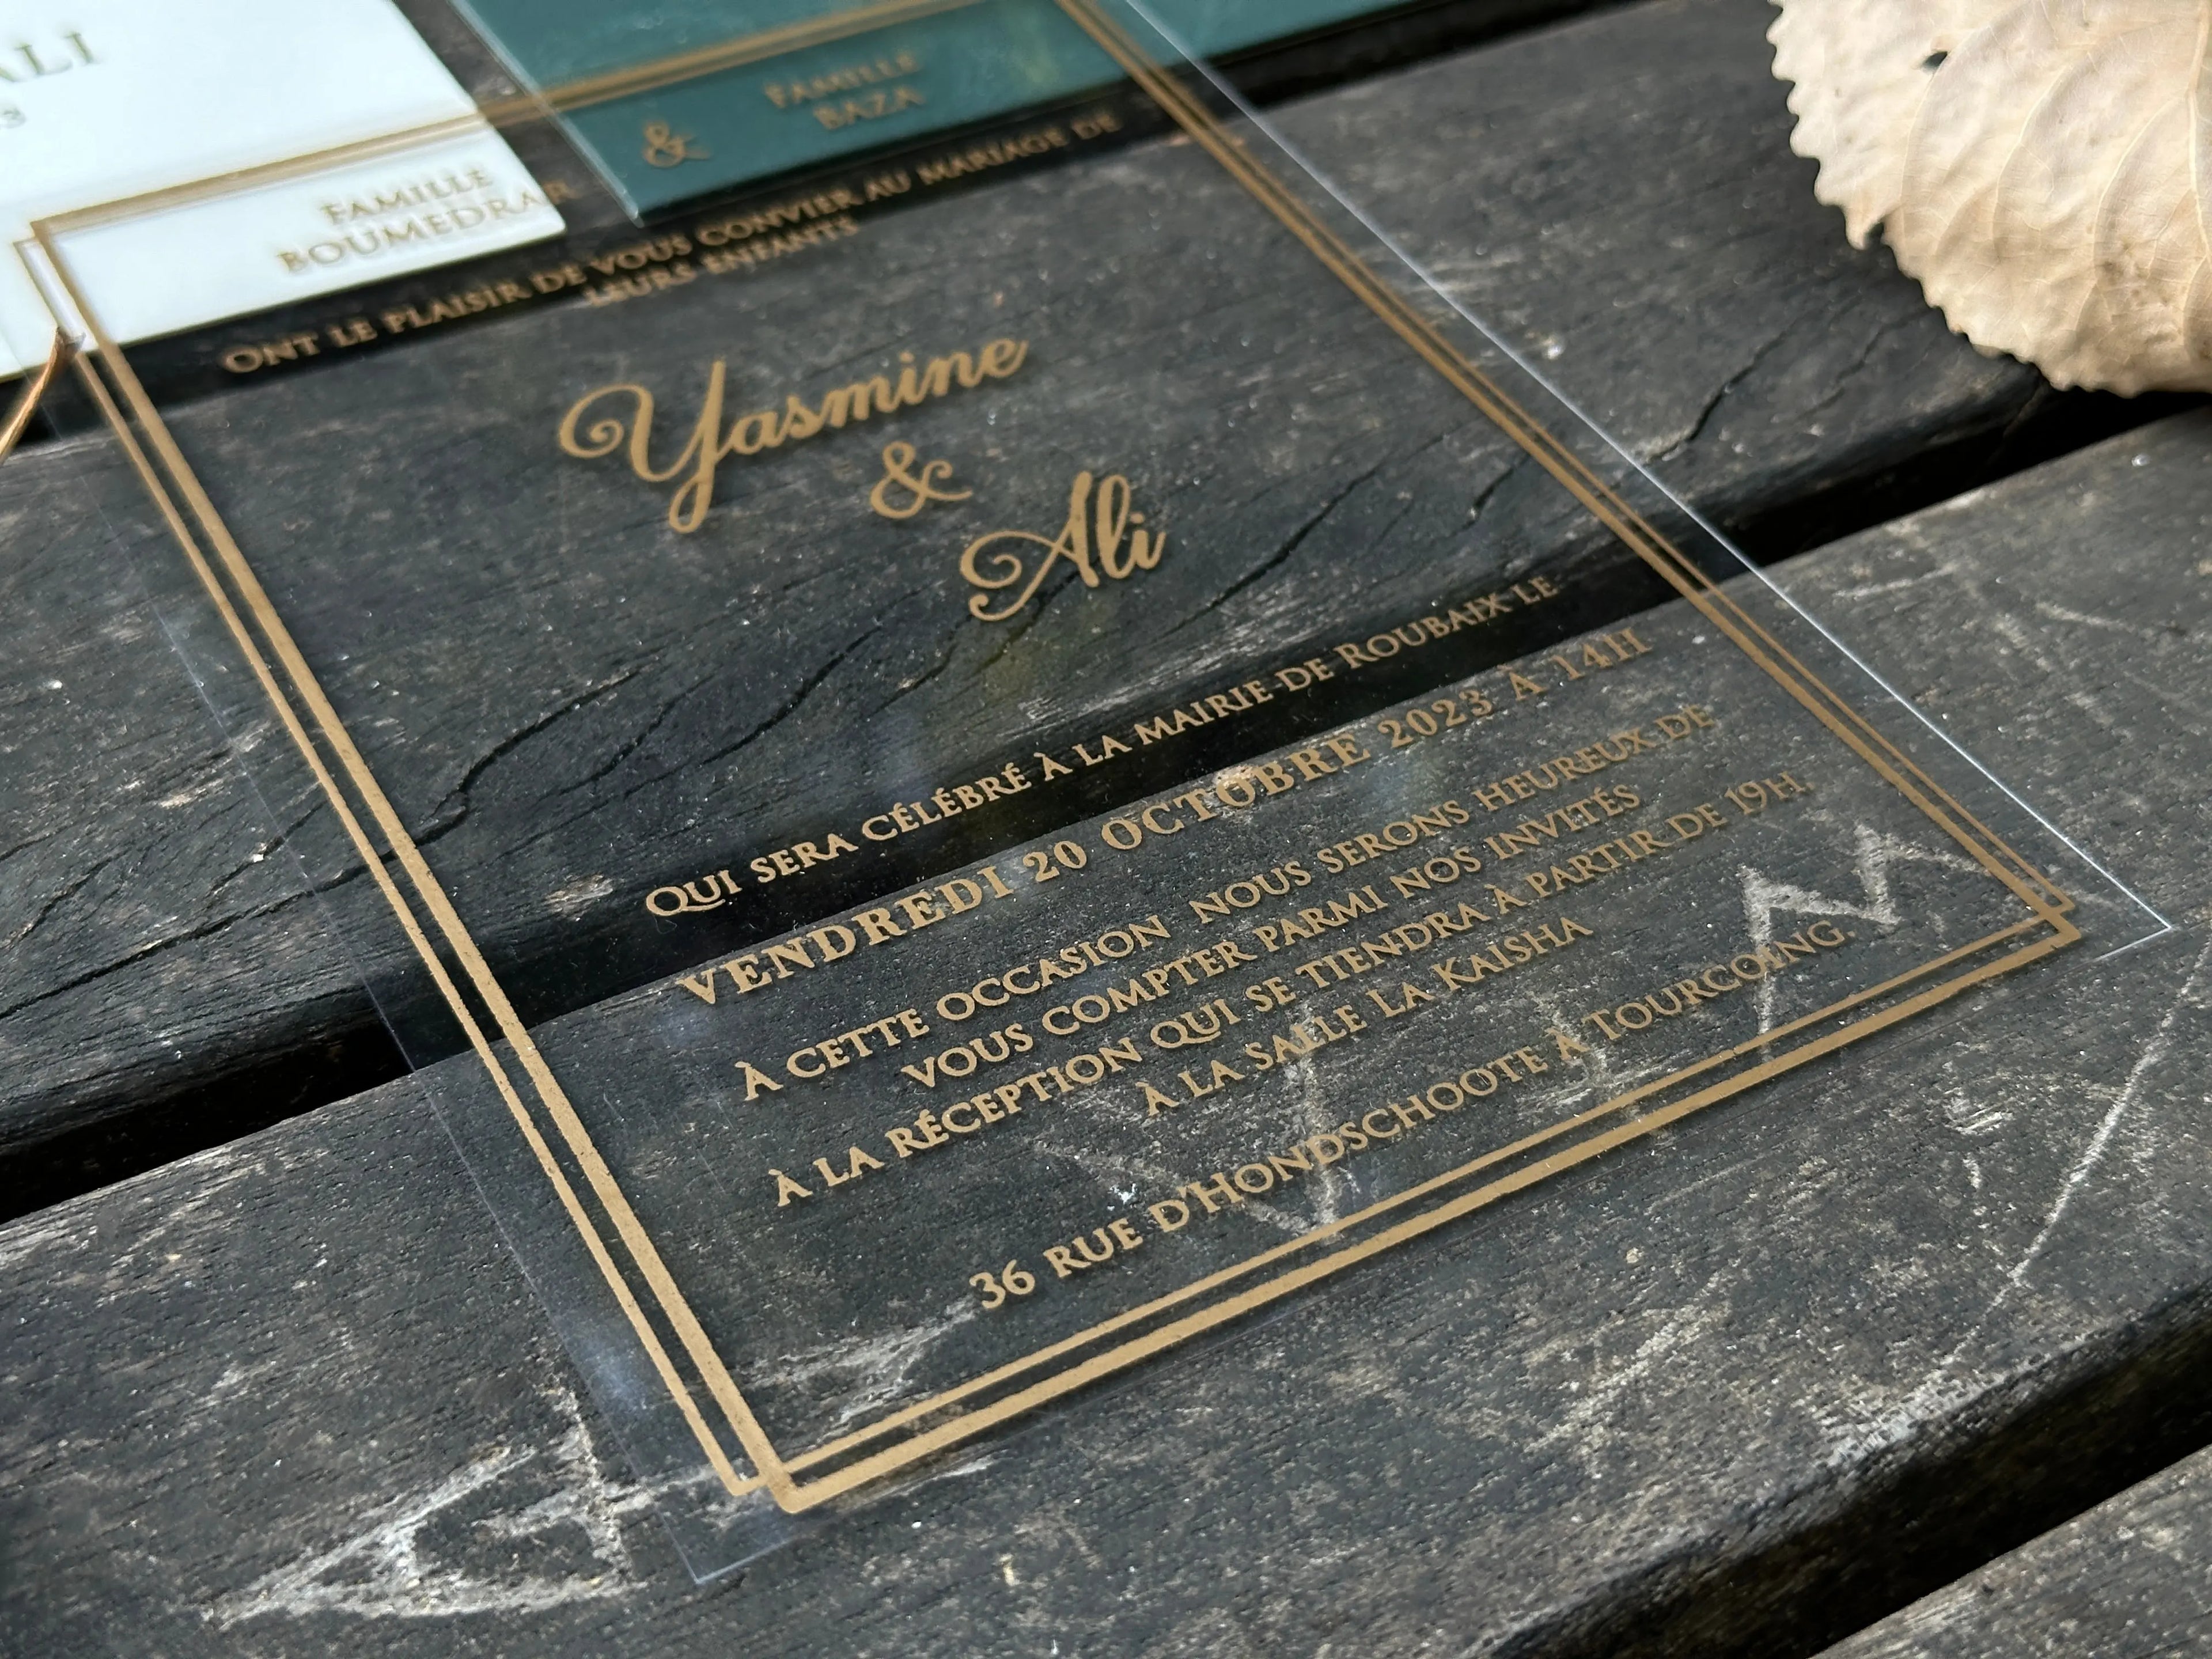 ALI
3
FAMILLE
BAZA
&
FAMILLE
BOUMEDRAR
ONT LE PLAISIR DE VOUS CONVIER AU MARIAGE DE
LEURS ENFANTS
Yasmine
&
Ali
QUI SERA CÉLÉBRÉ À LA MAIRIE DE ROUBAIX LE
VENDREDI 20 OCTOBRE 2023 À 14H
À CETTE OCCASION NOUS SERONS HEUREUX DE
VOUS COMPTER PARMI NOS INVITÉS
À LA RÉCEPTION QUI SE TIENDRA À PARTIR DE 19H.
À LA SALLE LA KAÏSHA
36 RUE D'HONDSCHOOTE À TOURCOING.